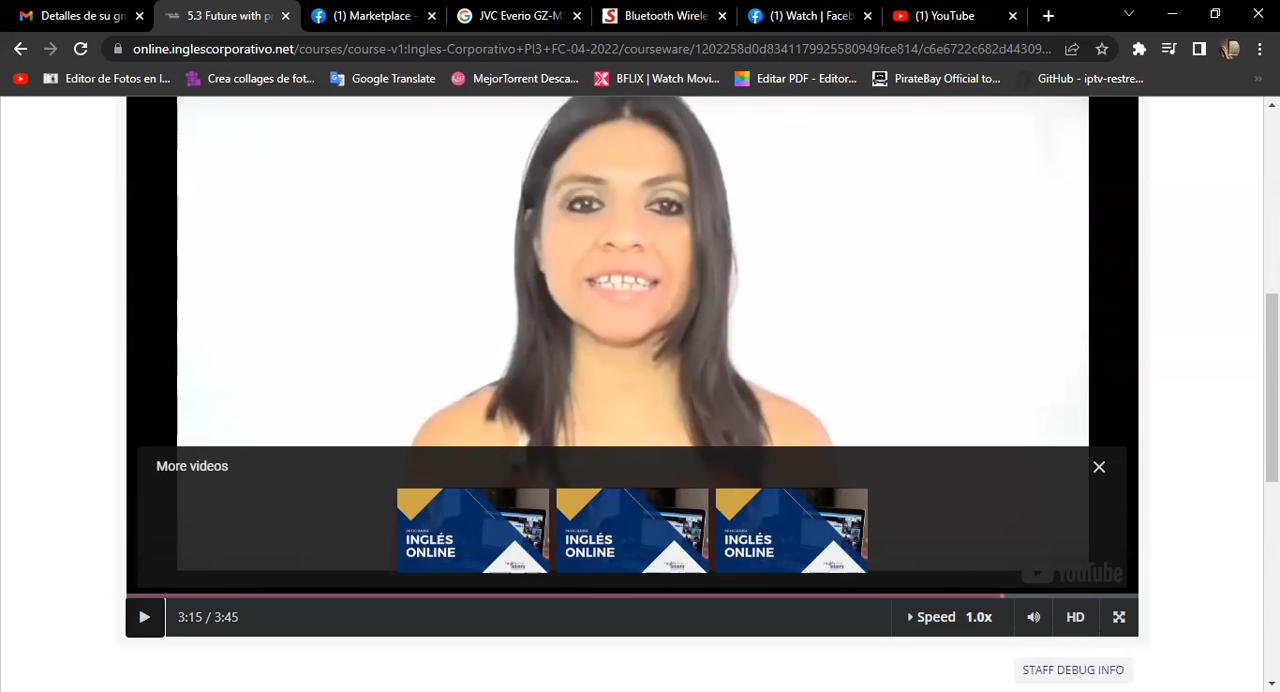 Detalles de su gr
5.3 Future with p
(1) Marketplace -
JVC Everio GZ-M
Bluetooth Wirele
(1) Watch | Faceb
(1) YouTube
online.inglescorporativo.net/courses/course-v1:Ingles-Corporativo+PI3+FC-04-2022/courseware/1202258d0d8341179925580949fce814/c6e6722c682d44309...
Editor de Fotos en l...
Crea collages de fot...
Google Translate
MejorTorrent Desca...
BFLIX | Watch Movi...
Editar PDF - Editor...
PirateBay Official to...
GitHub - iptv-restre...
»
More videos
INGLÉS
ONLINE
INGLÉS
ONLINE
INGLÉS
ONLINE
YouTube
3:15 / 3:45
Speed 1.0x
HD
STAFF DEBUG INFO